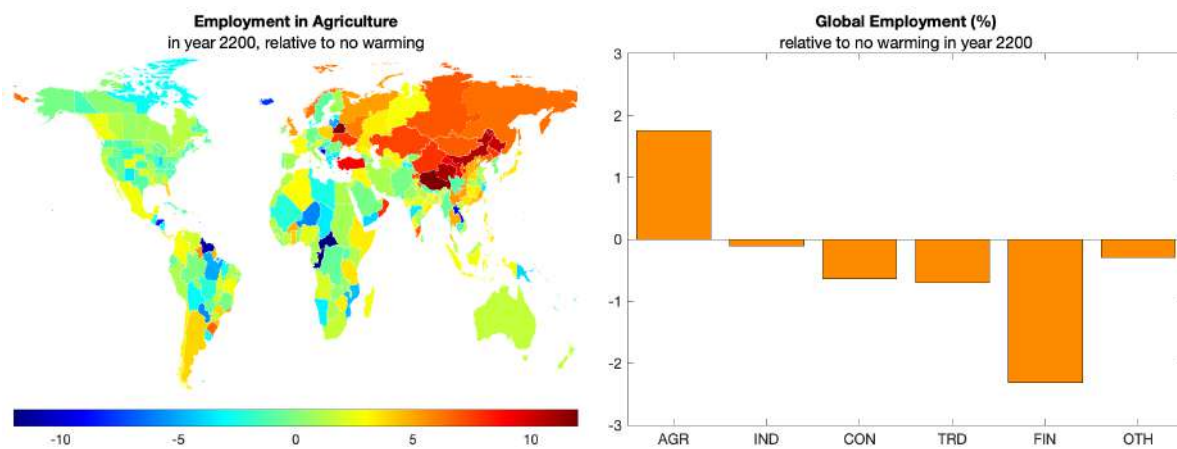 Employment in Agriculture
in year 2200, relative to no warming
-10
-5
0
5
10
Global Employment (%)
relative to no warming in year 2200
3
2
1
0
-1
-2
-3
AGR
IND
CON
TRD
FIN
OTH